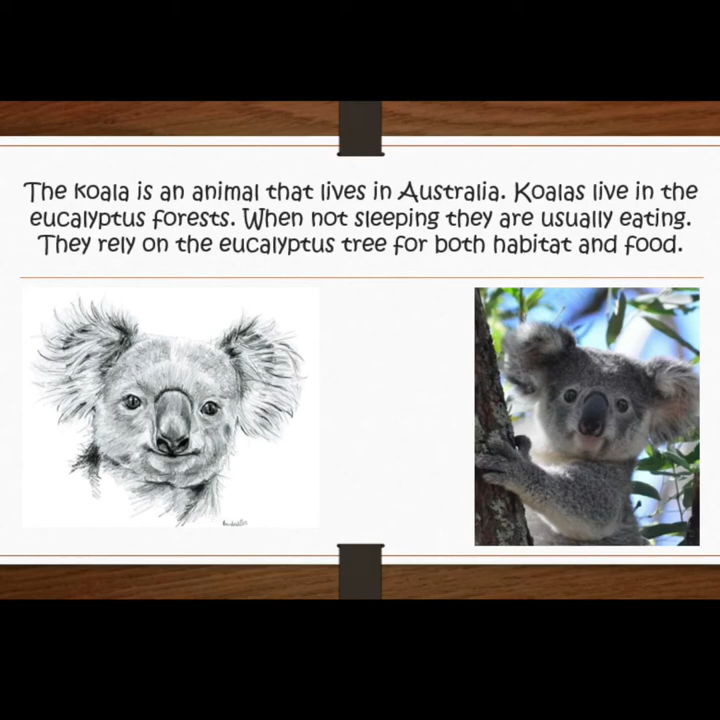 The koala is an animal that lives in Australia. Koalas live in the
eucalyptus forests. When not sleeping they are usually eating.
They rely on the eucalyptus tree for both habitat and food.